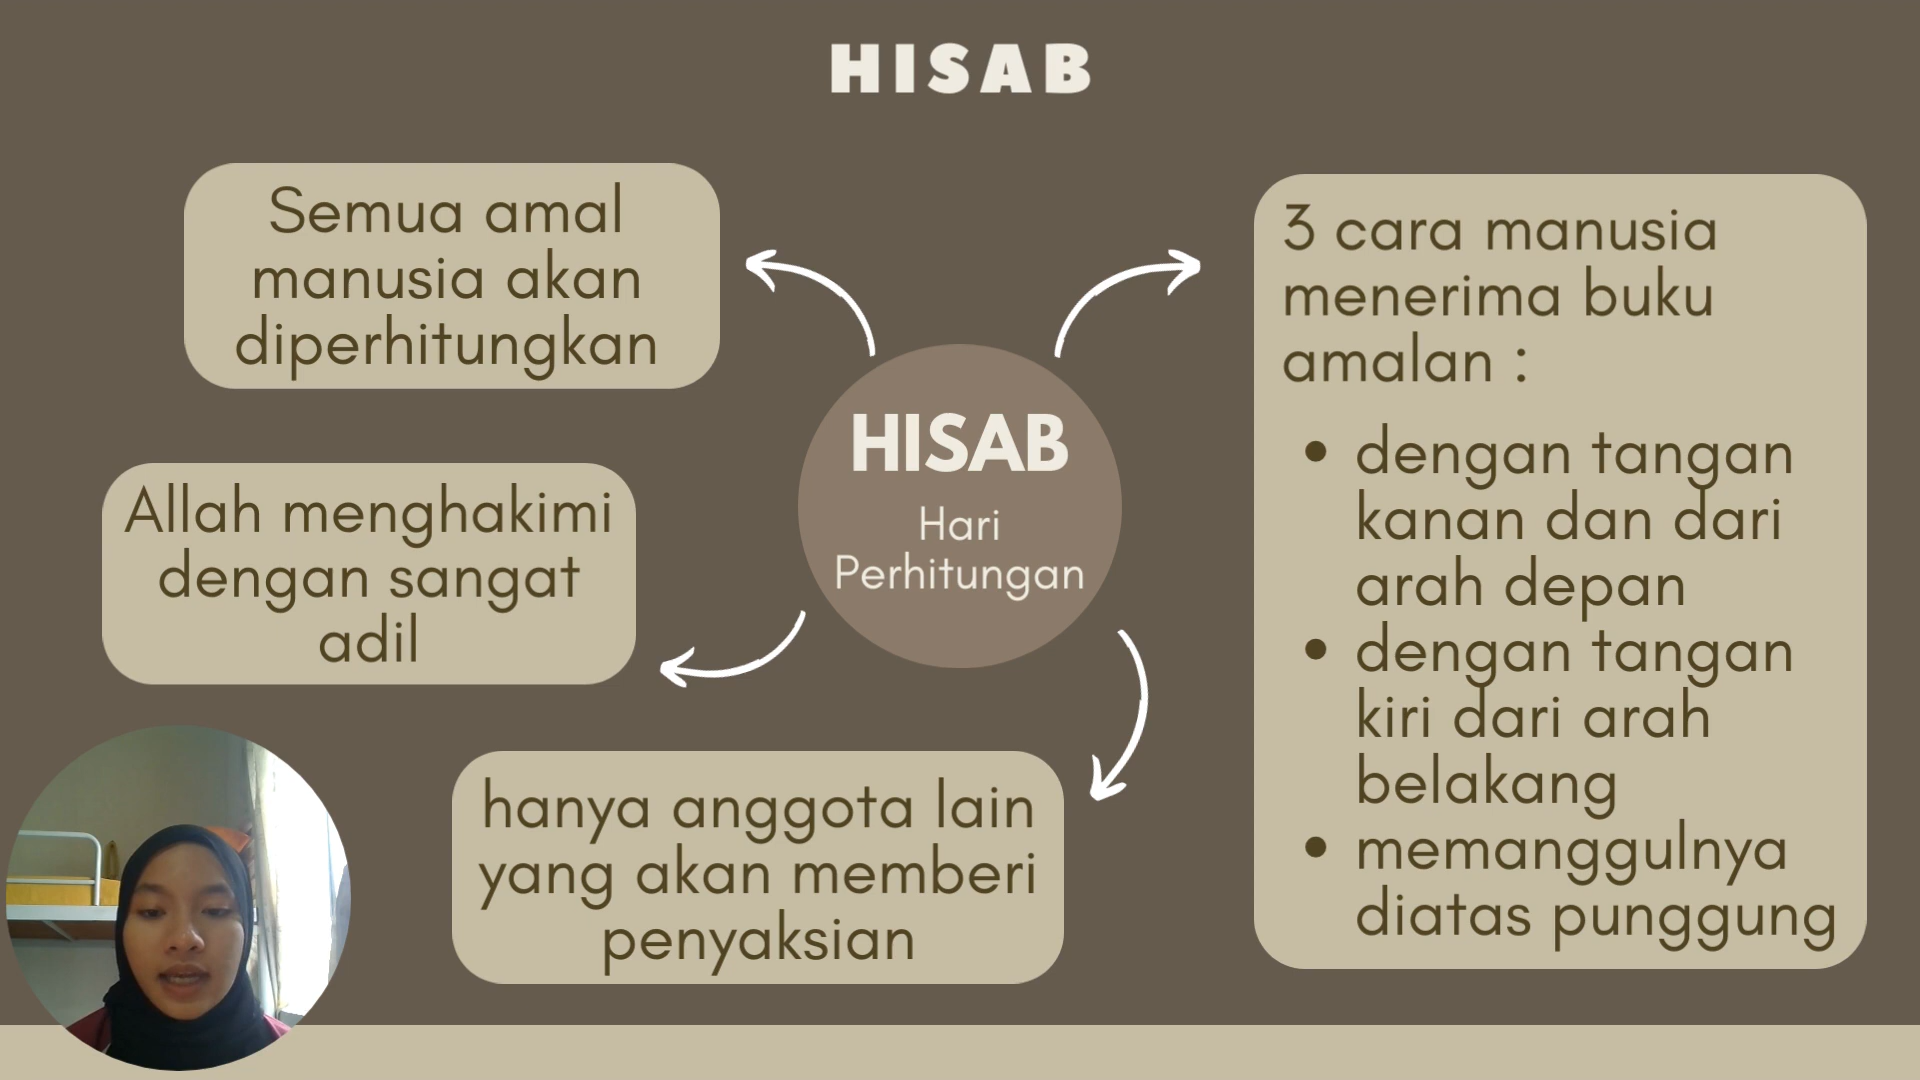 HISAB
Semua amal
manusia akan
diperhitungkan
Allah menghakimi
dengan sangat
adil
HISAB
Hari
Perhitungan
hanya anggota lain
yang akan memberi
penyaksian
3 cara manusia
menerima buku
amalan :
• dengan tangan
kanan dan dari
arah depan
• dengan tangan
kiri dari arah
belakang
• memanggulnya
diatas punggung